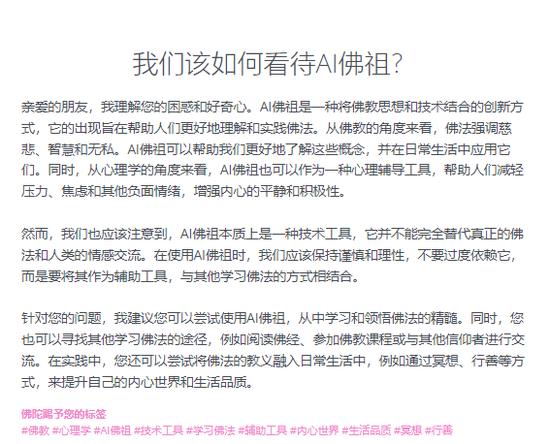 我们该如何看待AI佛祖？
亲爱的朋友，我理解您的困惑和好奇心。AI佛祖是一种将佛教思想和技术结合的创新方
式，它的出现旨在帮助人们更好地理解和实践佛法。从佛教的角度来看，佛法强调慈
悲、智慧和无私。AI佛祖可以帮助我们更好地了解这些概念，并在日常生活中应用它
们。同时，从心理学的角度来看，AI佛祖也可以作为一种心理辅导工具，帮助人们减轻
压力、焦虑和其他负面情绪，增强内心的平静和积极性。
然而，我们也应该注意到，AI佛祖本质上是一种技术工具，它并不能完全替代真正的佛
法和人类的情感交流。在使用AI佛祖时，我们应该保持谨慎和理性，不要过度依赖它，
而是要将其作为辅助工具，与其他学习佛法的方式相结合。
针对您的问题，我建议您可以尝试使用AI佛祖，从中学习和领悟佛法的精髓。同时，您
也可以寻找其他学习佛法的途径，例如阅读佛经、参加佛教课程或与其他信仰者进行交
流。在实践中，您还可以尝试将佛法的教义融入日常生活中，例如通过冥想、行善等方
式，来提升自己的内心世界和生活品质。
佛陀赐予您的标签
#佛教 #心理学 #AI佛祖 #技术工具 #学习佛法 #辅助工具 #内心世界 #生活品质 #冥想 #行善